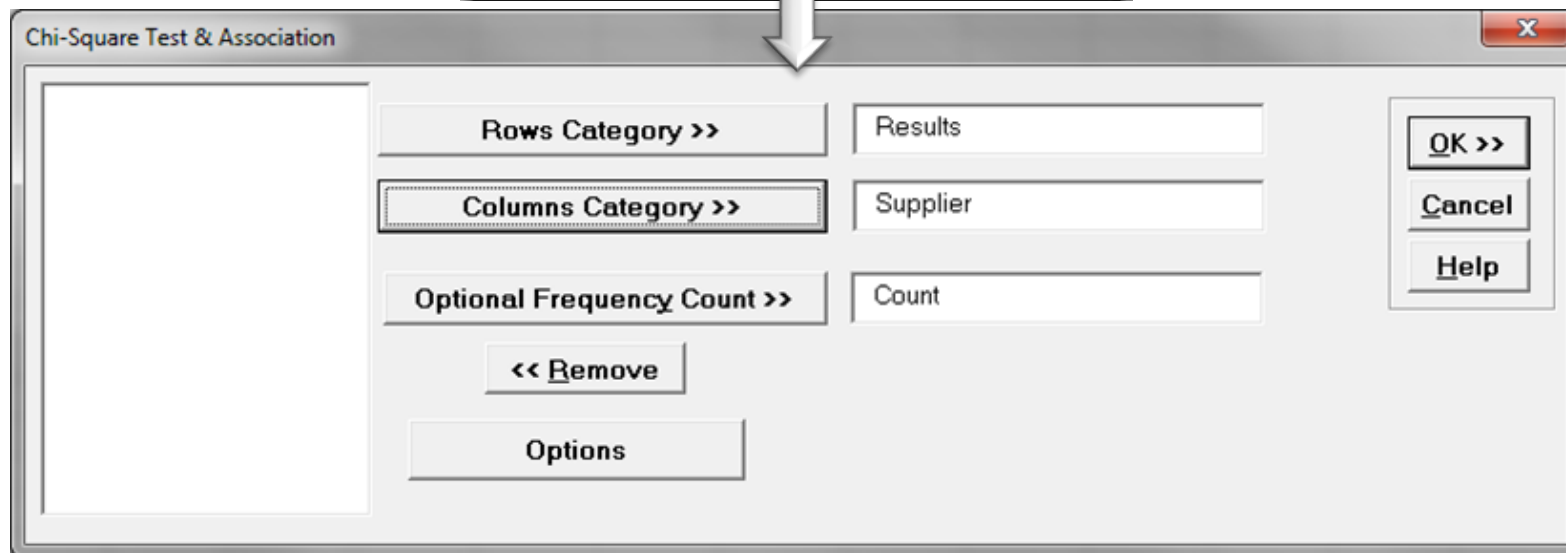 Chi-Square Test & Association
x
Rows Category >>
Results
Columns Category >>
Supplier
Optional Frequency Count >>
Count
<< Remove
Options
OK >>
Cancel
Help